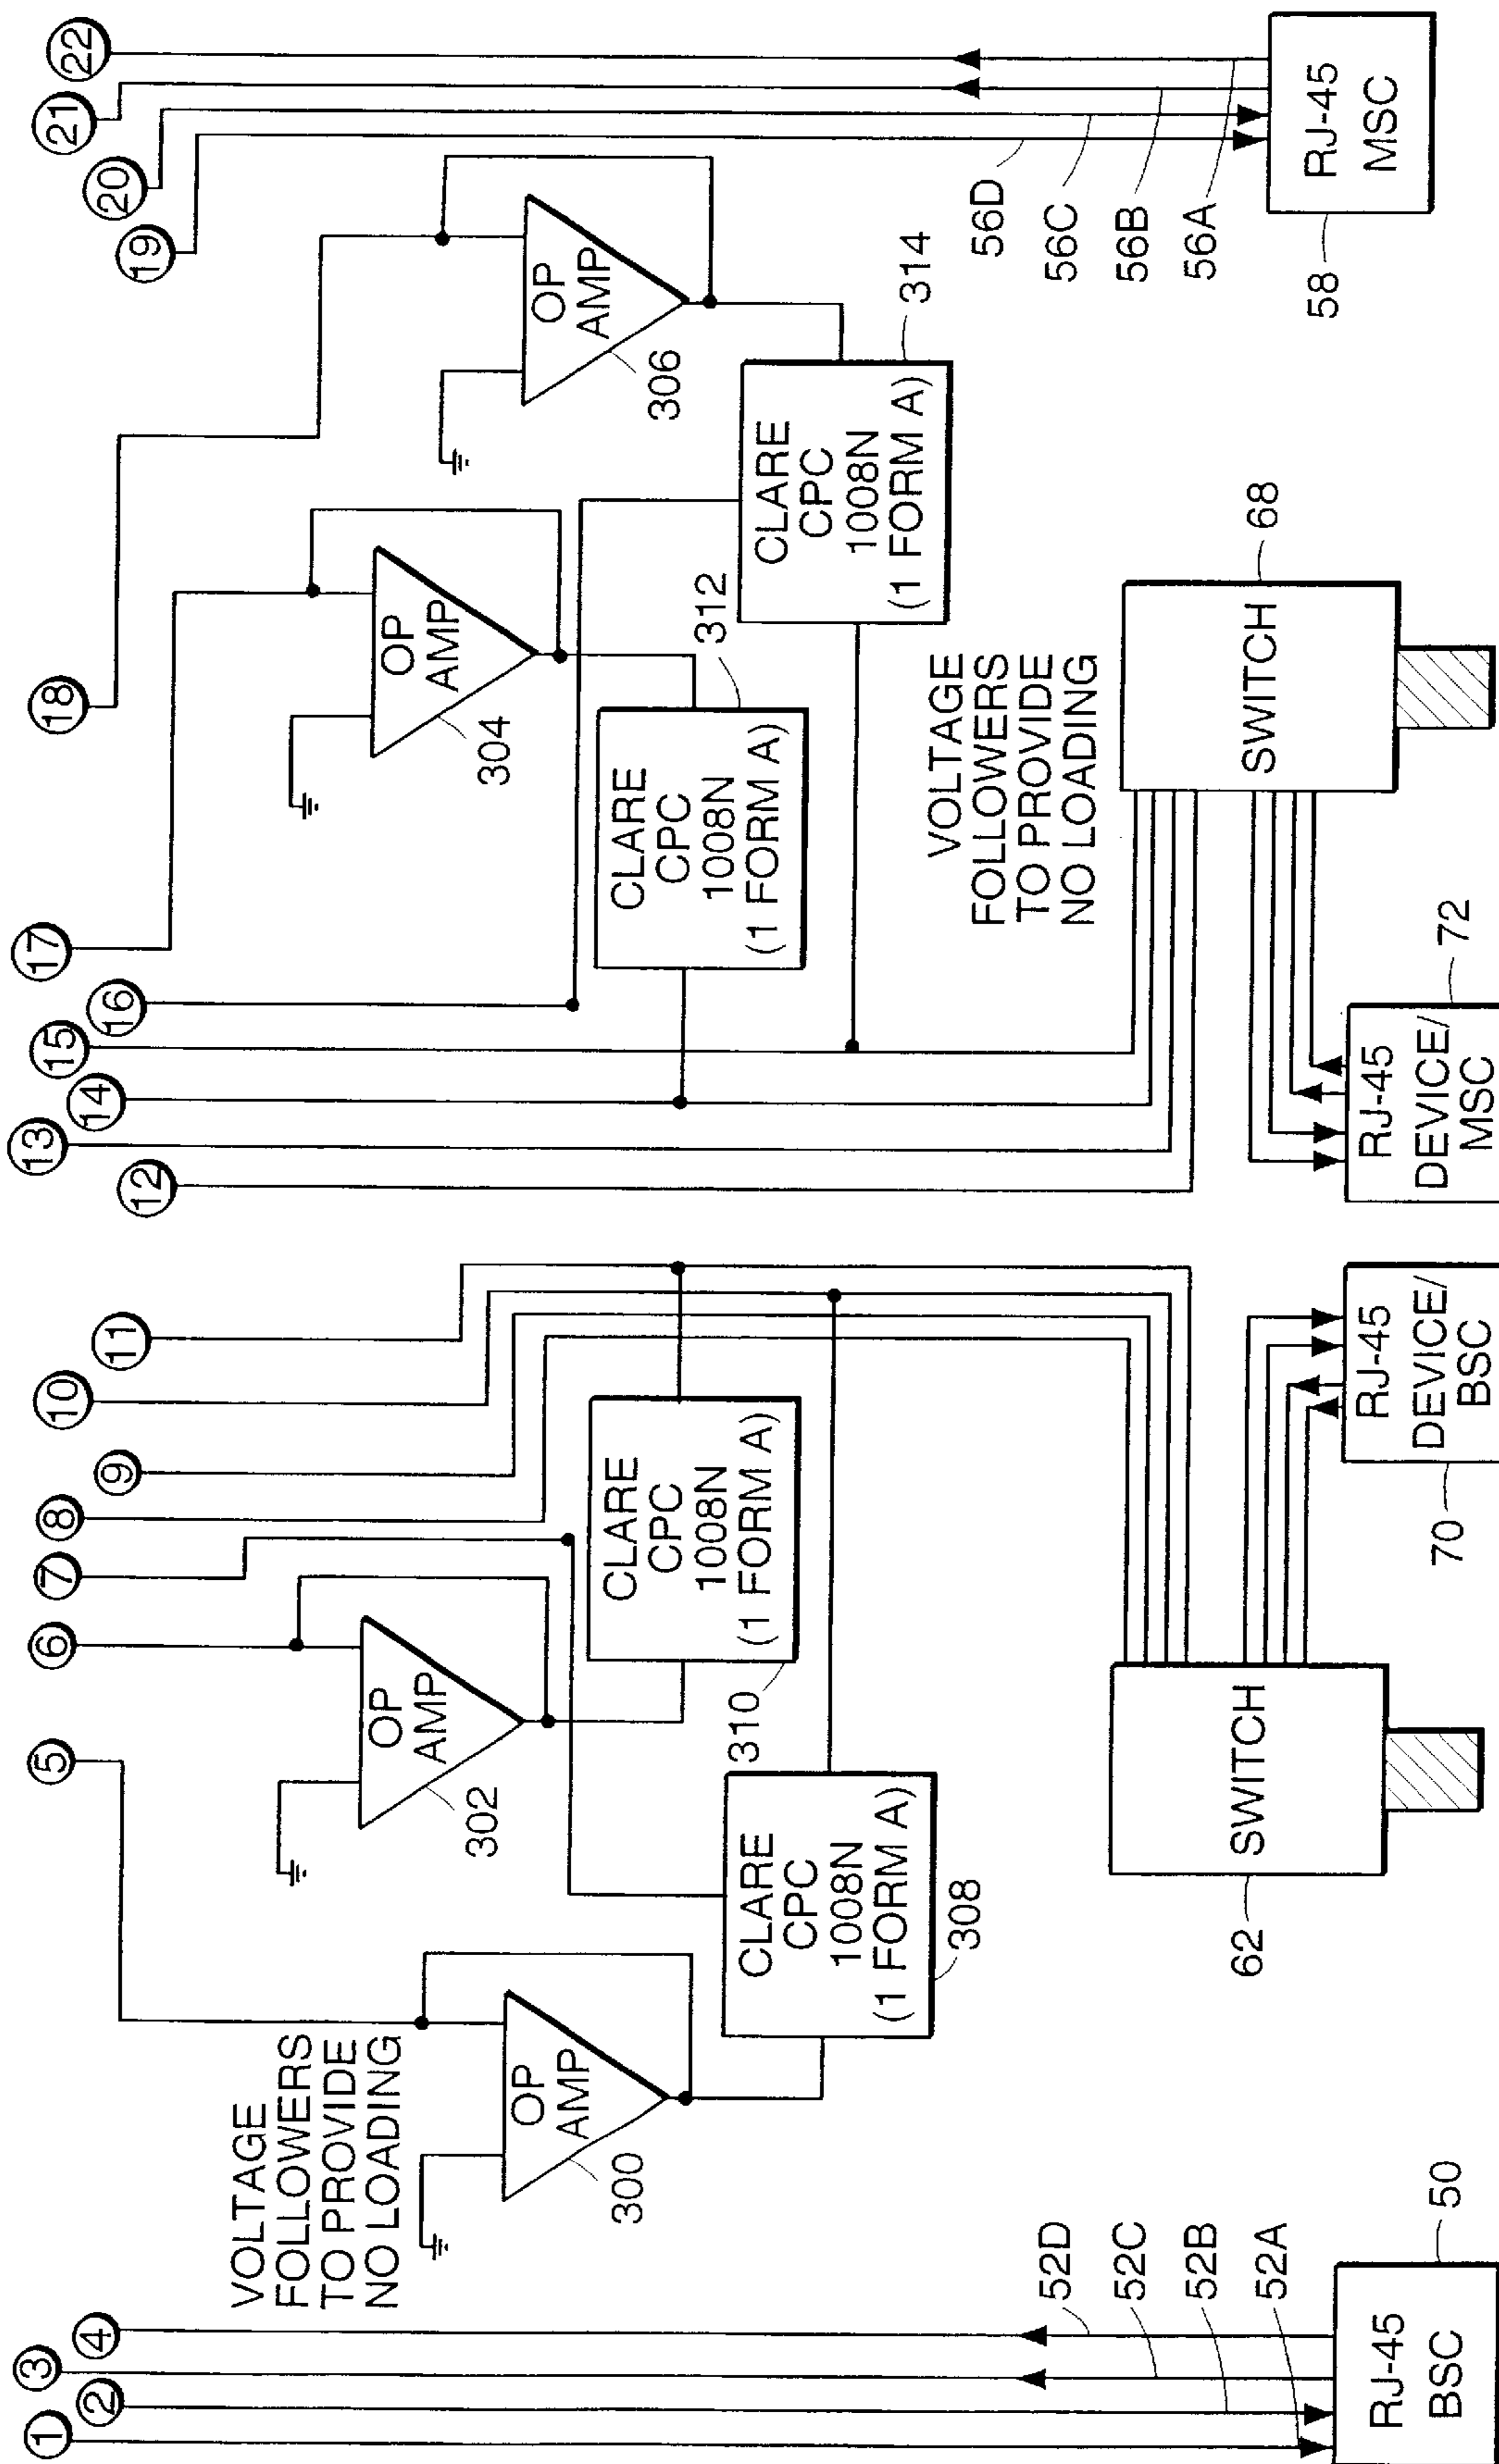 1
2
3
4
5
6
7
8
9
10
11
12
13
14
15
16
17
18
19
20
21
22
VOLTAGE
FOLLOWERS
TO PROVIDE
NO LOADING
OP
AMP
300
OP
AMP
302
OP
AMP
304
OP
AMP
306
CLARE
CPC
1008N
(1 FORM A)
308
CLARE
CPC
1008N
(1 FORM A)
310
CLARE
CPC
1008N
(1 FORM A)
312
CLARE
CPC
1008N
(1 FORM A)
314
VOLTAGE
FOLLOWERS
TO PROVIDE
NO LOADING
52D
52C
52B
52A
RJ-45
BSC
50
SWITCH
62
RJ-45
DEVICE/
BSC
70
RJ-45
DEVICE/
MSC
72
SWITCH
68
56D
56C
56B
56A
RJ-45
MSC
58